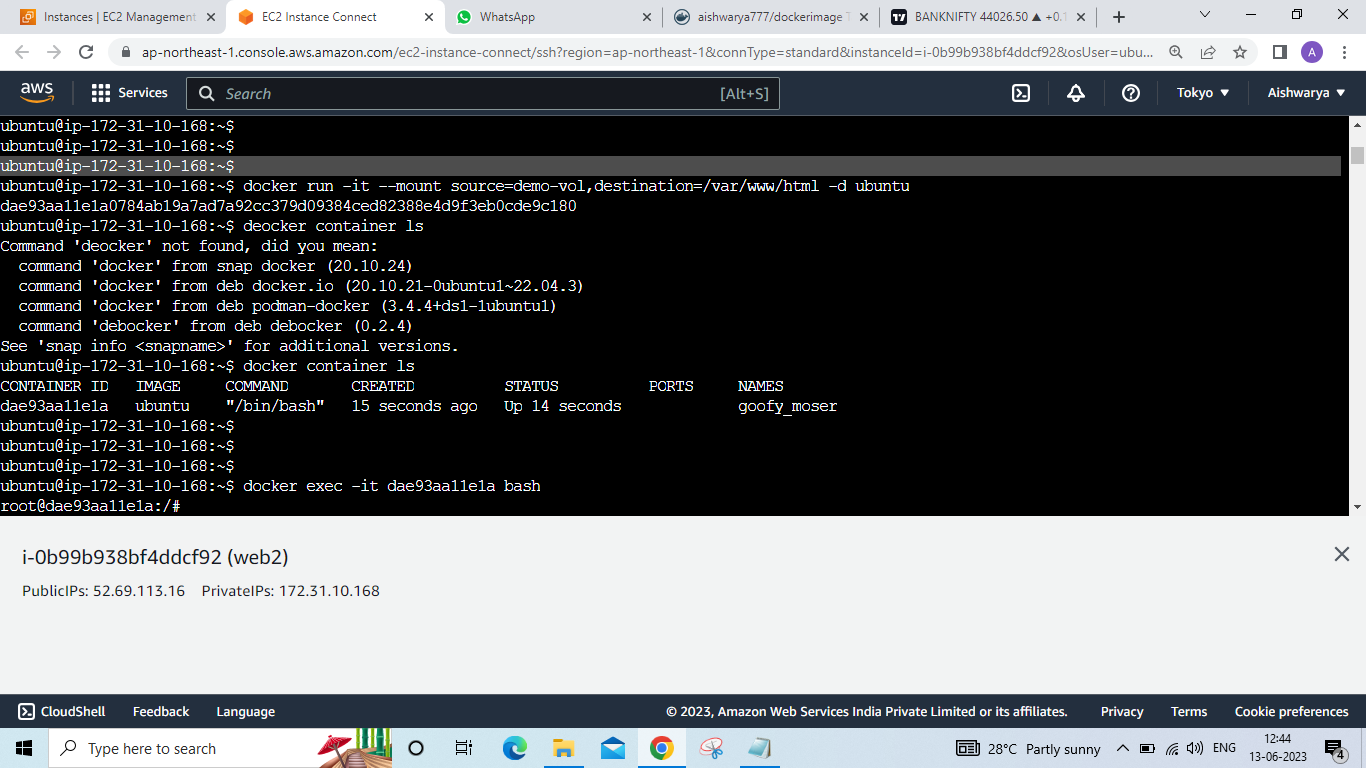 Instances | EC2 Management
EC2 Instance Connect
WhatsApp
aishwarya777/dockerimage
BANKNIFTY 44026.50 ▲ +0.1
ap-northeast-1.console.aws.amazon.com/ec2-instance-connect/ssh?region=ap-northeast-1&connType=standard&instanceId=i-0b99b938bf4ddcf92&osUser=ubu...
A
aws
Services
Search
[Alt+S]
Tokyo ▼
Aishwarya ▼
ubuntu@ip-172-31-10-168:~$
ubuntu@ip-172-31-10-168:~$
ubuntu@ip-172-31-10-168:~$
ubuntu@ip-172-31-10-168:~$ docker run -it --mount source=demo-vol,destination=/var/www/html -d ubuntu
dae93aa11e1a0784ab19a7ad7a92cc379d09384ced82388e4d9f3eb0cde9c180
ubuntu@ip-172-31-10-168:~$ deocker container ls
Command 'deocker' not found, did you mean:
  command 'docker' from snap docker (20.10.24)
  command 'docker' from deb docker.io (20.10.21-0ubuntu1~22.04.3)
  command 'docker' from deb podman-docker (3.4.4+ds1-1ubuntu1)
  command 'debocker' from deb debocker (0.2.4)
See 'snap info <snapname>' for additional versions.
ubuntu@ip-172-31-10-168:~$ docker container ls
CONTAINER ID   IMAGE     COMMAND       CREATED          STATUS          PORTS     NAMES
dae93aa11e1a   ubuntu    "/bin/bash"   15 seconds ago   Up 14 seconds             goofy_moser
ubuntu@ip-172-31-10-168:~$
ubuntu@ip-172-31-10-168:~$
ubuntu@ip-172-31-10-168:~$
ubuntu@ip-172-31-10-168:~$ docker exec -it dae93aa11e1a bash
root@dae93aa11e1a:/#
i-0b99b938bf4ddcf92 (web2)
PublicIPs: 52.69.113.16 PrivateIPs: 172.31.10.168
CloudShell
Feedback
Language
© 2023, Amazon Web Services India Private Limited or its affiliates.
Privacy
Terms
Cookie preferences
Type here to search
28°C Partly sunny
ENG
12:44
13-06-2023
4